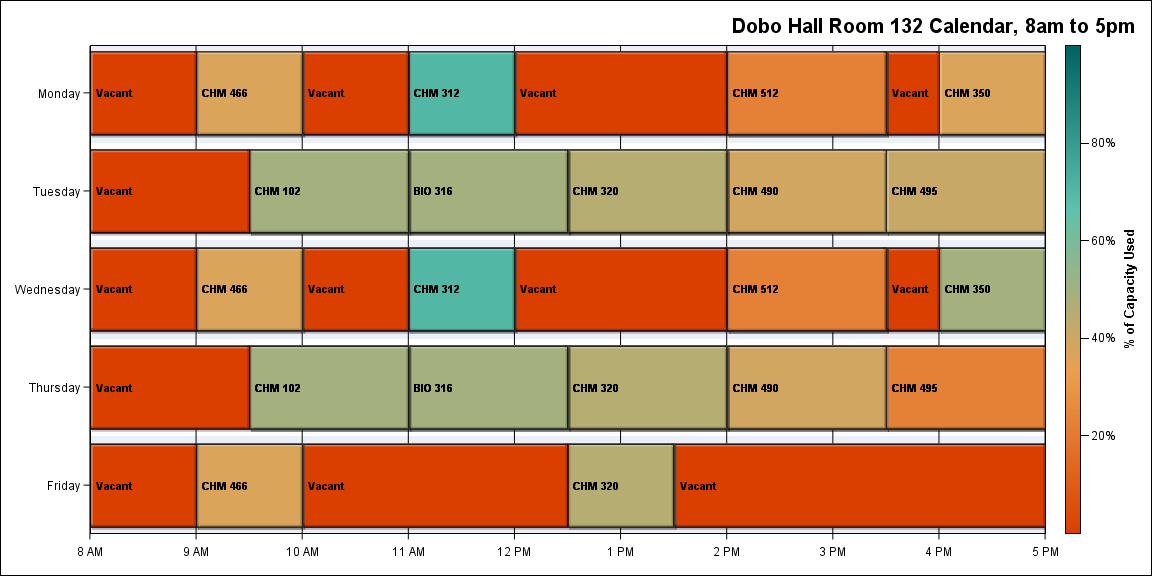 Dobo Hall Room 132 Calendar, 8am to 5pm
Monday
Vacant
CHM 466
Vacant
CHM 312
Vacant
CHM 512
Vacant
CHM 350
Tuesday
Vacant
CHM 102
BIO 316
CHM 320
CHM 490
CHM 495
Wednesday
Vacant
CHM 466
Vacant
CHM 312
Vacant
CHM 512
Vacant
CHM 350
Thursday
Vacant
CHM 102
BIO 316
CHM 320
CHM 490
CHM 495
Friday
Vacant
CHM 466
Vacant
CHM 320
Vacant
8 AM
9 AM
10 AM
11 AM
12 PM
1 PM
2 PM
3 PM
4 PM
5 PM
80%
60%
40%
20%
% of Capacity Used